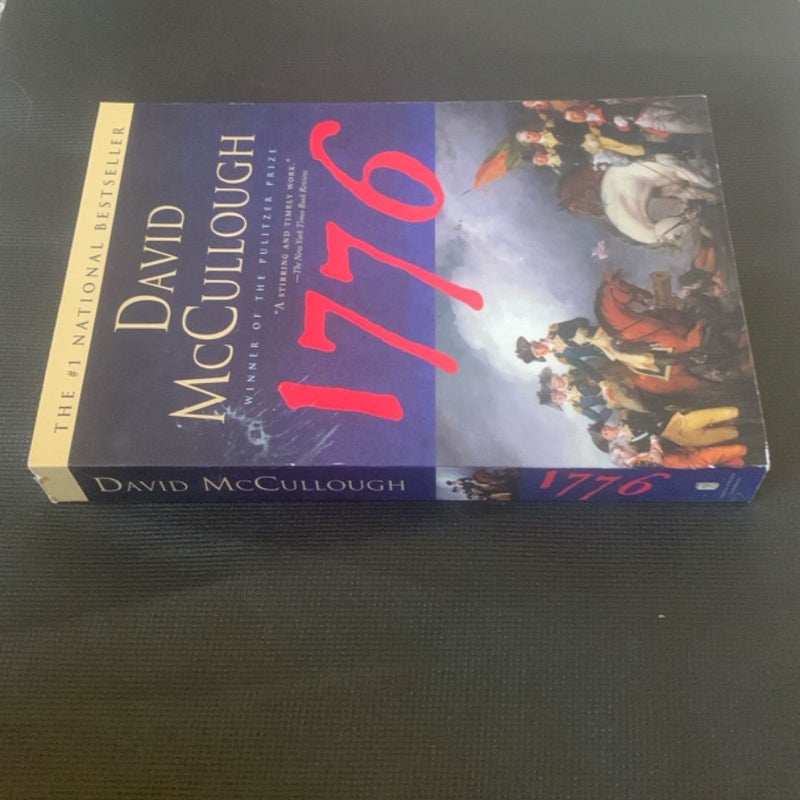 THE #1 NATIONAL BESTSELLER
DAVID
MCCULLOUGH
WINNER OF THE PULITZER PRIZE
"A STIRRING AND TIMELY WORK."
—The New York Times Book Review
1776
DAVID MCCULLOUGH
1776